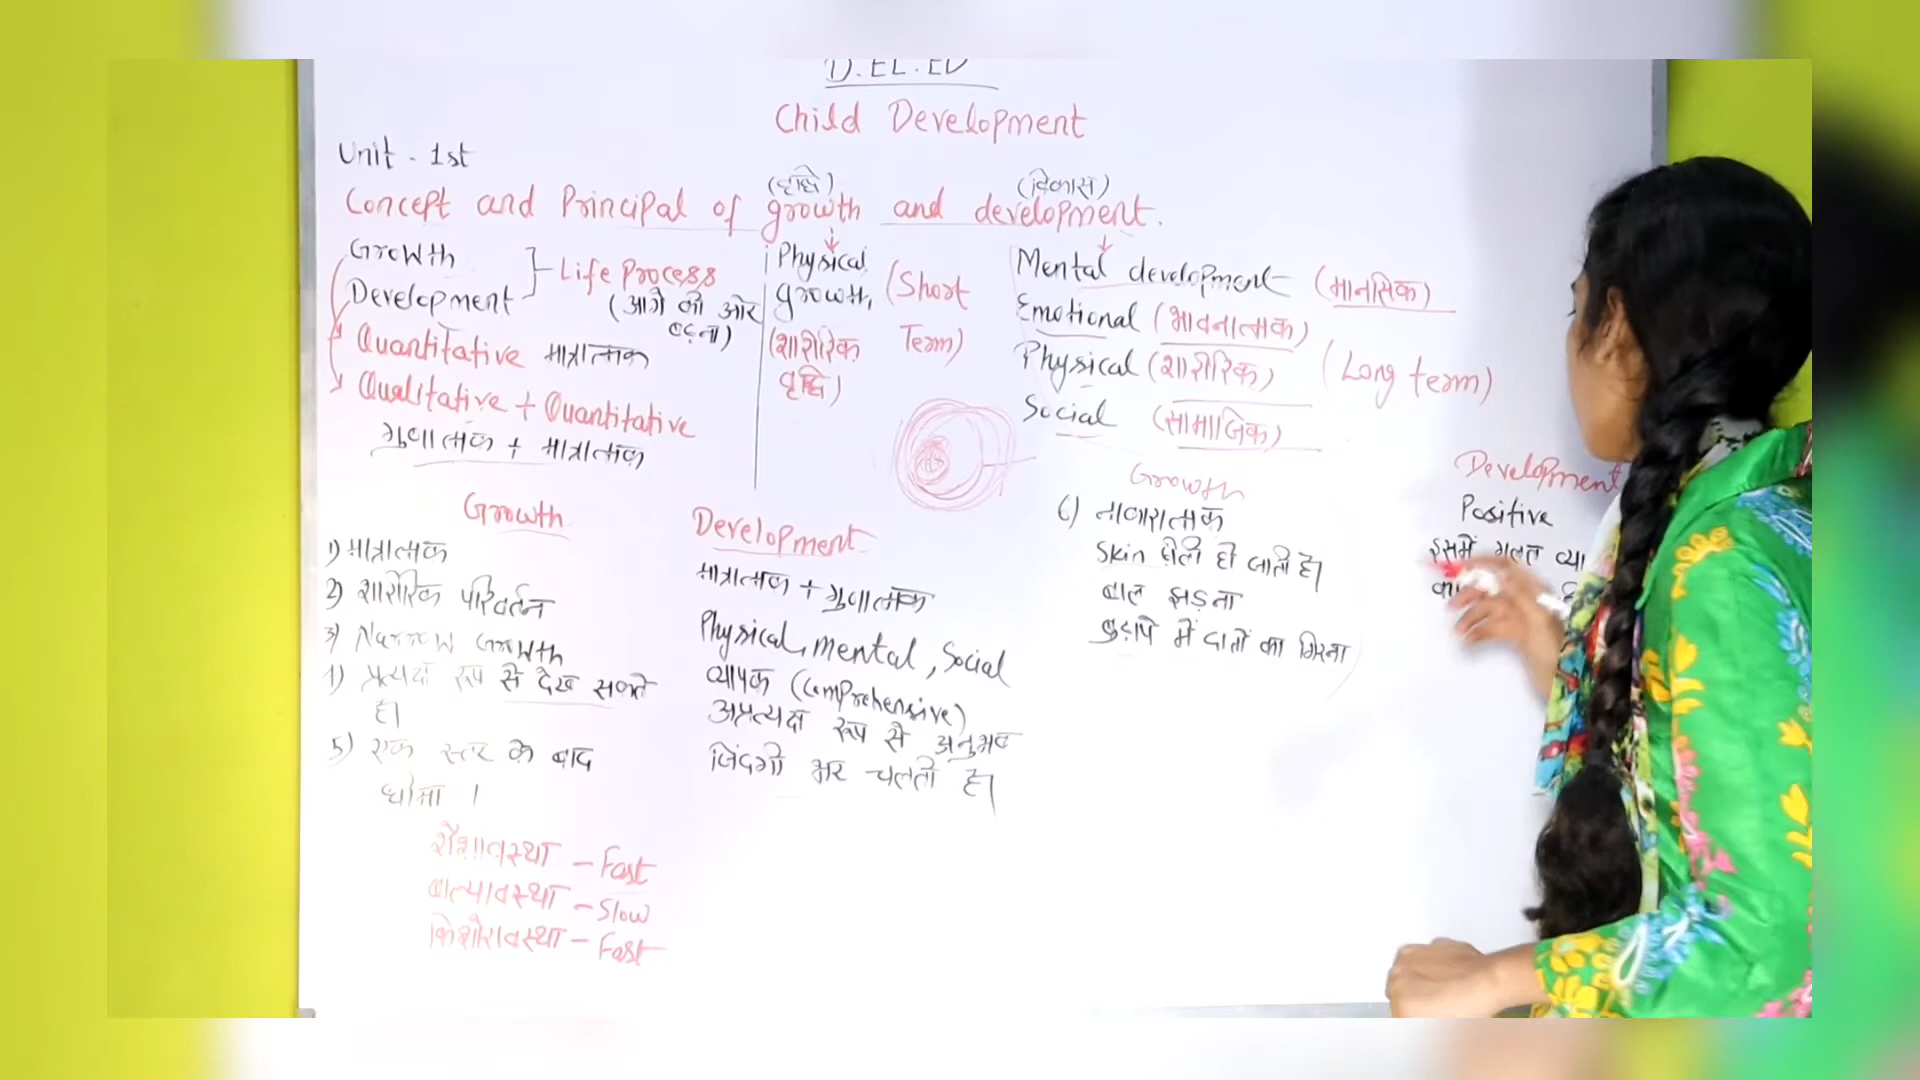 D.EL.ED
Child Development
Unit - 1st
(वृद्धि) (विकास)
Concept and Principal of growth and development.
Growth
Development
Life Process
(आगे की ओर
बढ़ना)
Quantitative मात्रात्मक
Qualitative + Quantitative
गुणात्मक + मात्रात्मक
Physical
growth
(शारीरिक
वृद्धि)
(Short
Term)
Mental development (मानसिक)
Emotional (भावनात्मक)
Physical (शारीरिक)
Social (सामाजिक)
(Long term)
Growth
1) मात्रात्मक
2) शारीरिक परिवर्तन
3) Narrow Growth
4) प्रत्यक्ष रूप से देख सकते
है।
5) एक स्तर के बाद
धीमा ।
शैशावस्था - Fast
बाल्यावस्था - Slow
किशोरावस्था - Fast
Development
मात्रात्मक + गुणात्मक
Physical, mental, Social
व्यापक (Comprehensive)
अप्रत्यक्ष रूप से अनुभव
जिंदगी भर चलती है।
Growth
6) नाकारात्मक
Skin ढीली हो जाती है।
बाल झड़ना
बुढ़ापे में दातों का गिरना
Development
Positive
इसमें गलत